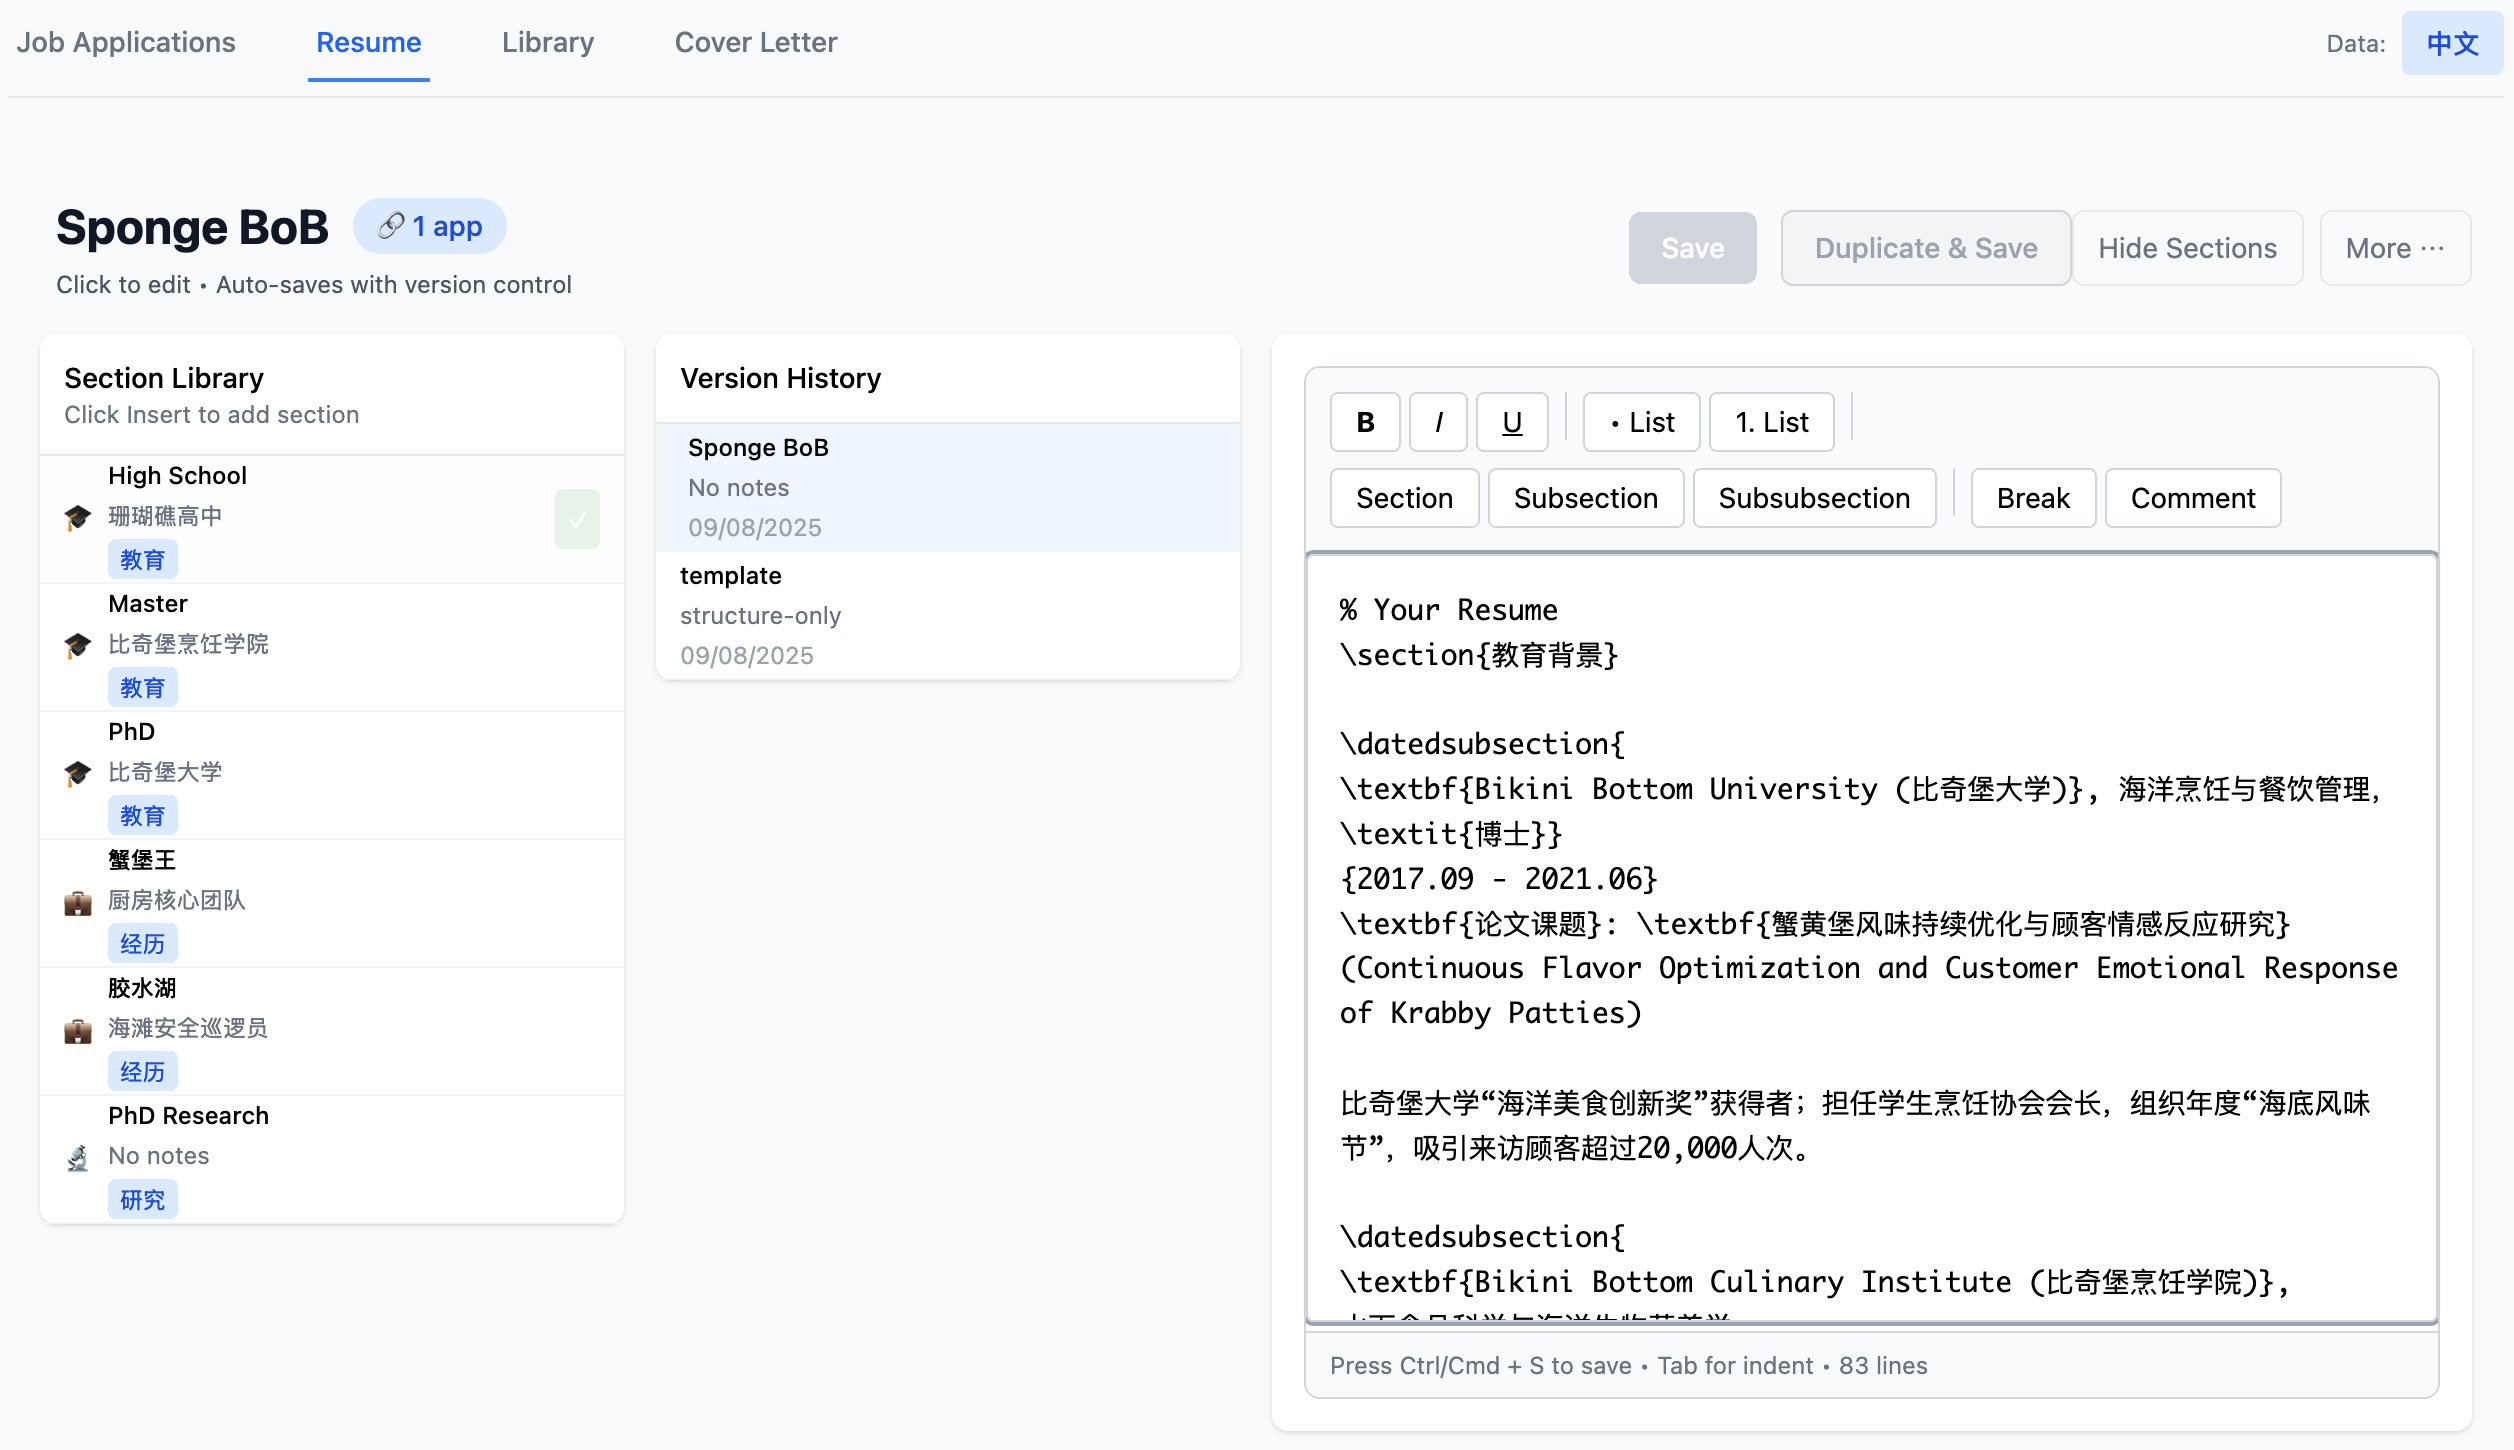 Job Applications
Resume
Library
Cover Letter
Data:
中文
Sponge BoB
1 app
Click to edit • Auto-saves with version control
Save
Duplicate & Save
Hide Sections
More ⋯
Section Library
Click Insert to add section
High School
珊瑚礁高中
教育
✓
Master
比奇堡烹饪学院
教育
PhD
比奇堡大学
教育
蟹堡王
厨房核心团队
经历
胶水湖
海滩安全巡逻员
经历
PhD Research
No notes
研究
Version History
Sponge BoB
No notes
09/08/2025
template
structure-only
09/08/2025
B
I
U
• List
1. List
Section
Subsection
Subsubsection
Break
Comment
% Your Resume
\section{教育背景}
\datedsubsection{
\textbf{Bikini Bottom University (比奇堡大学)}, 海洋烹饪与餐饮管理,
\textit{博士}}
{2017.09 - 2021.06}
\textbf{论文课题}: \textbf{蟹黄堡风味持续优化与顾客情感反应研究}
(Continuous Flavor Optimization and Customer Emotional Response
of Krabby Patties)
比奇堡大学“海洋美食创新奖”获得者；担任学生烹饪协会会长，组织年度“海底风味
节”，吸引来访顾客超过20,000人次。
\datedsubsection{
\textbf{Bikini Bottom Culinary Institute (比奇堡烹饪学院)},
Press Ctrl/Cmd + S to save • Tab for indent • 83 lines